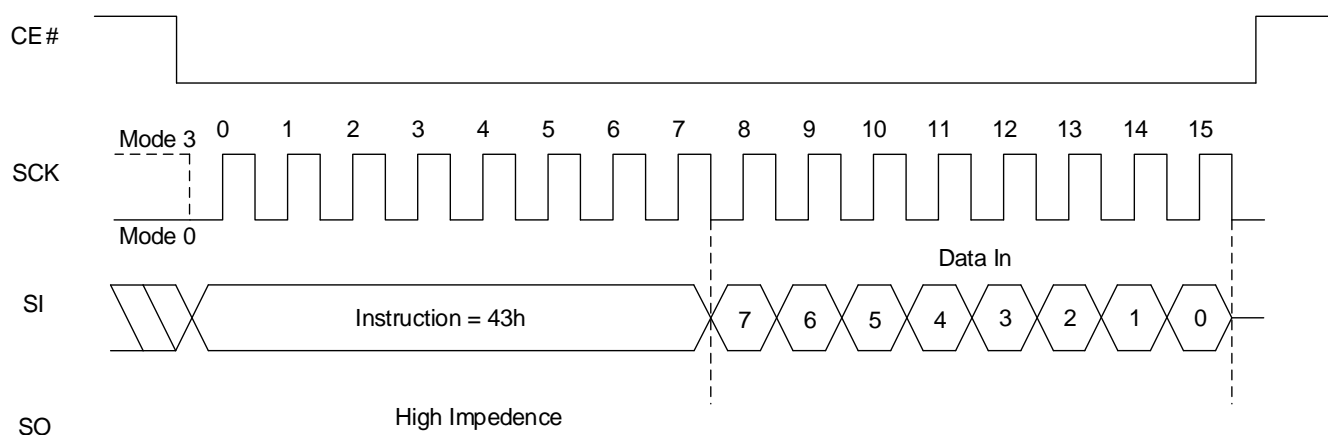 CE#
0 1 2 3 4 5 6 7 8 9 10 11 12 13 14 15
Mode 3
SCK
Mode 0
Data In
SI
Instruction = 43h
7 6 5 4 3 2 1 0
High Impedence
SO